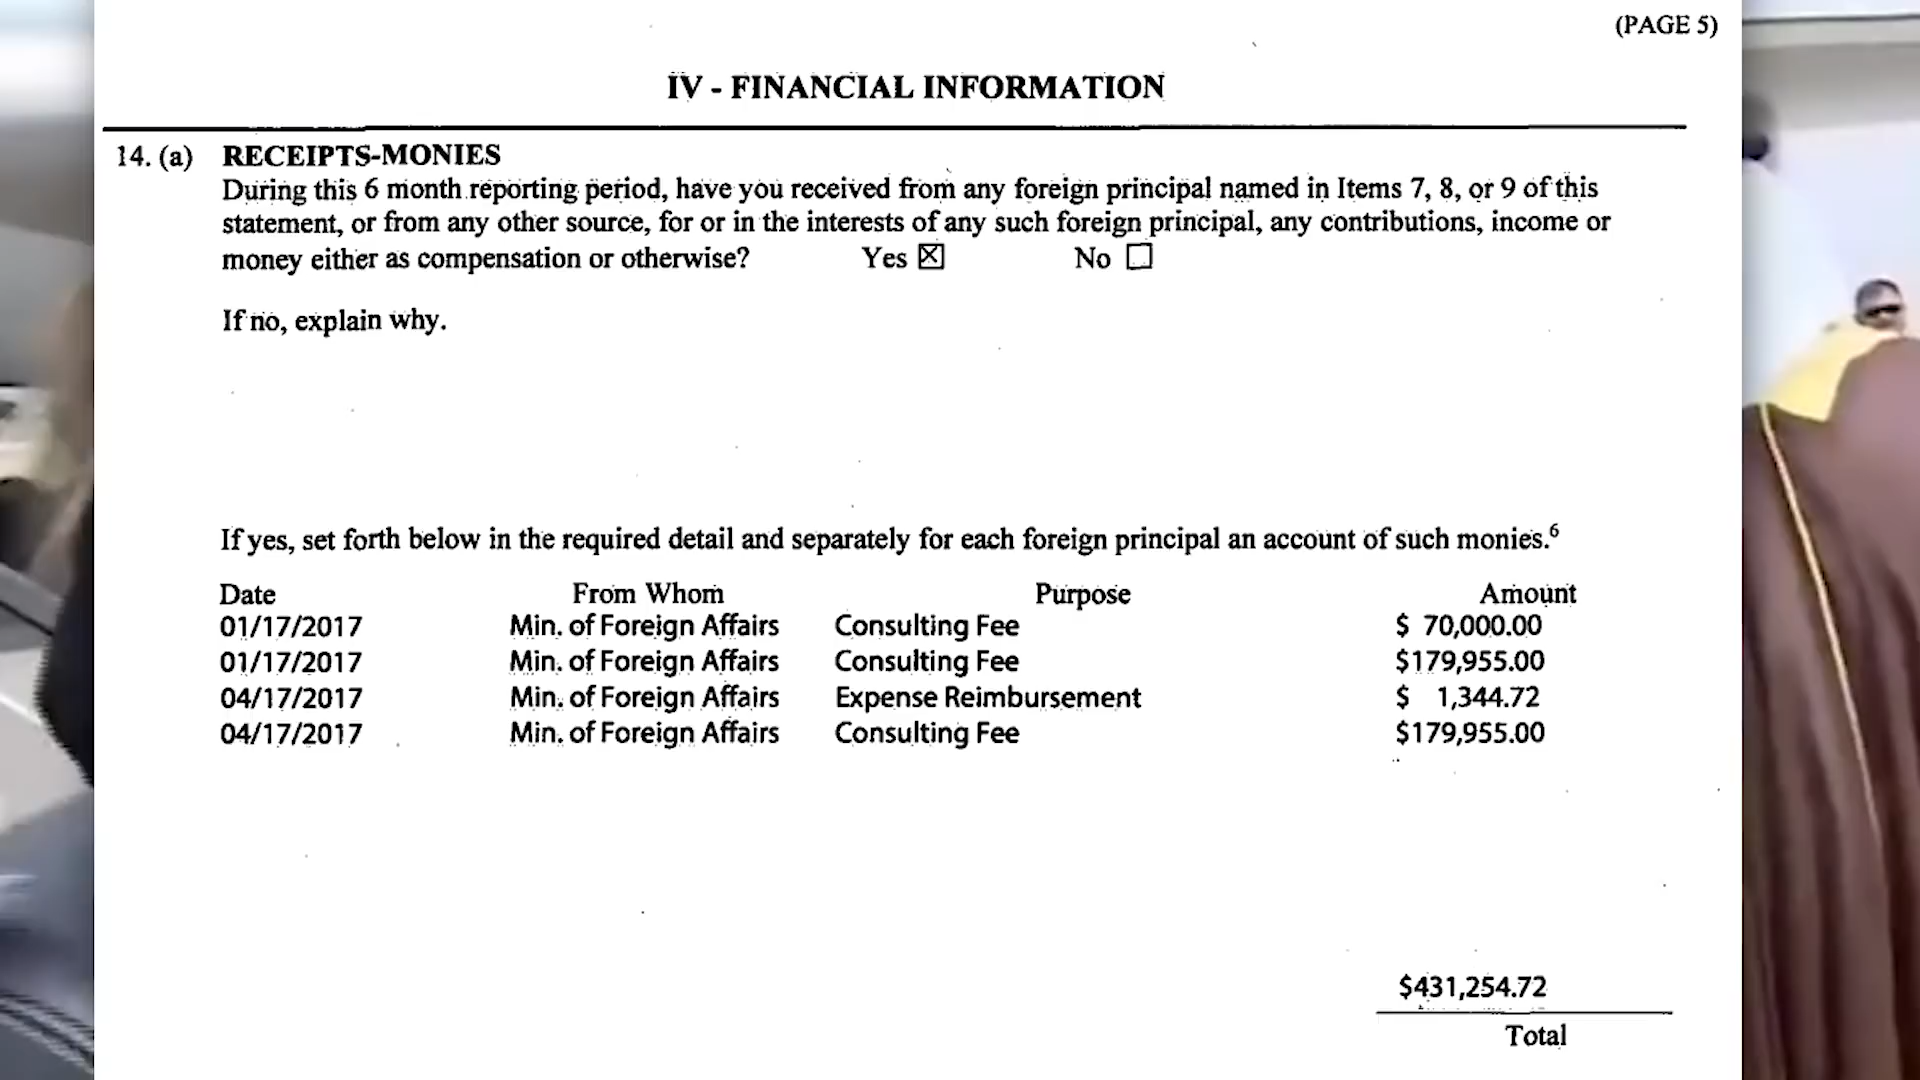 (PAGE 5)
IV - FINANCIAL INFORMATION
14. (a) RECEIPTS-MONIES
During this 6 month reporting period, have you received from any foreign principal named in Items 7, 8, or 9 of this
statement, or from any other source, for or in the interests of any such foreign principal, any contributions, income or
money either as compensation or otherwise? Yes ☒ No ☐
If no, explain why.
If yes, set forth below in the required detail and separately for each foreign principal an account of such monies.⁶
Date From Whom Purpose Amount
01/17/2017 Min. of Foreign Affairs Consulting Fee $ 70,000.00
01/17/2017 Min. of Foreign Affairs Consulting Fee $179,955.00
04/17/2017 Min. of Foreign Affairs Expense Reimbursement $ 1,344.72
04/17/2017 Min. of Foreign Affairs Consulting Fee $179,955.00
$431,254.72
Total